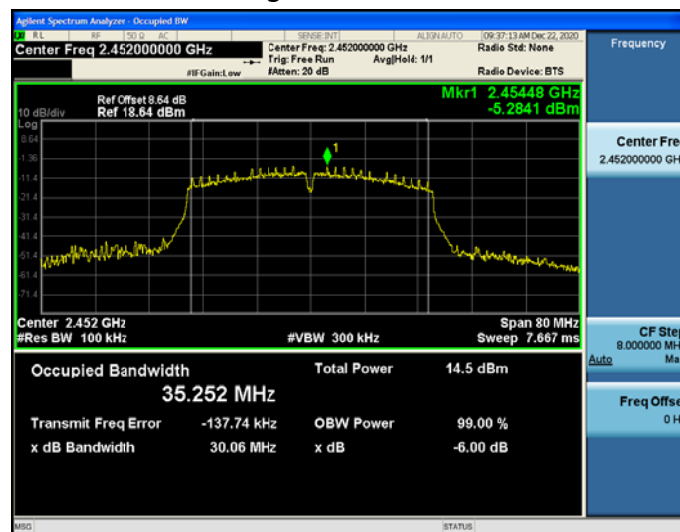 Agilent Spectrum Analyzer - Occupied BW
RL RF 50 Ω AC SENSE:INT ALIGN AUTO 09:37:13 AM Dec 22, 2020
Center Freq 2.452000000 GHz
Center Freq: 2.452000000 GHz Radio Std: None
Trig: Free Run Avg|Hold: 1/1
#IFGain:Low #Atten: 20 dB Radio Device: BTS
Frequency
Mkr1 2.45448 GHz
-5.2841 dBm
Ref Offset 8.64 dB
10 dB/div Ref 18.64 dBm
Log
8.64
-1.36
-11.4
-21.4
-31.4
-41.4
-51.4
-61.4
-71.4
1
Center Fre
2.452000000 GH
Center 2.452 GHz Span 80 MHz
#Res BW 100 kHz #VBW 300 kHz Sweep 7.667 ms
CF Ste
8.000000 MH
Auto Ma
Occupied Bandwidth Total Power 14.5 dBm
35.252 MHz
Transmit Freq Error -137.74 kHz OBW Power 99.00 %
x dB Bandwidth 30.06 MHz x dB -6.00 dB
Freq Offse
0 H
MSG STATUS